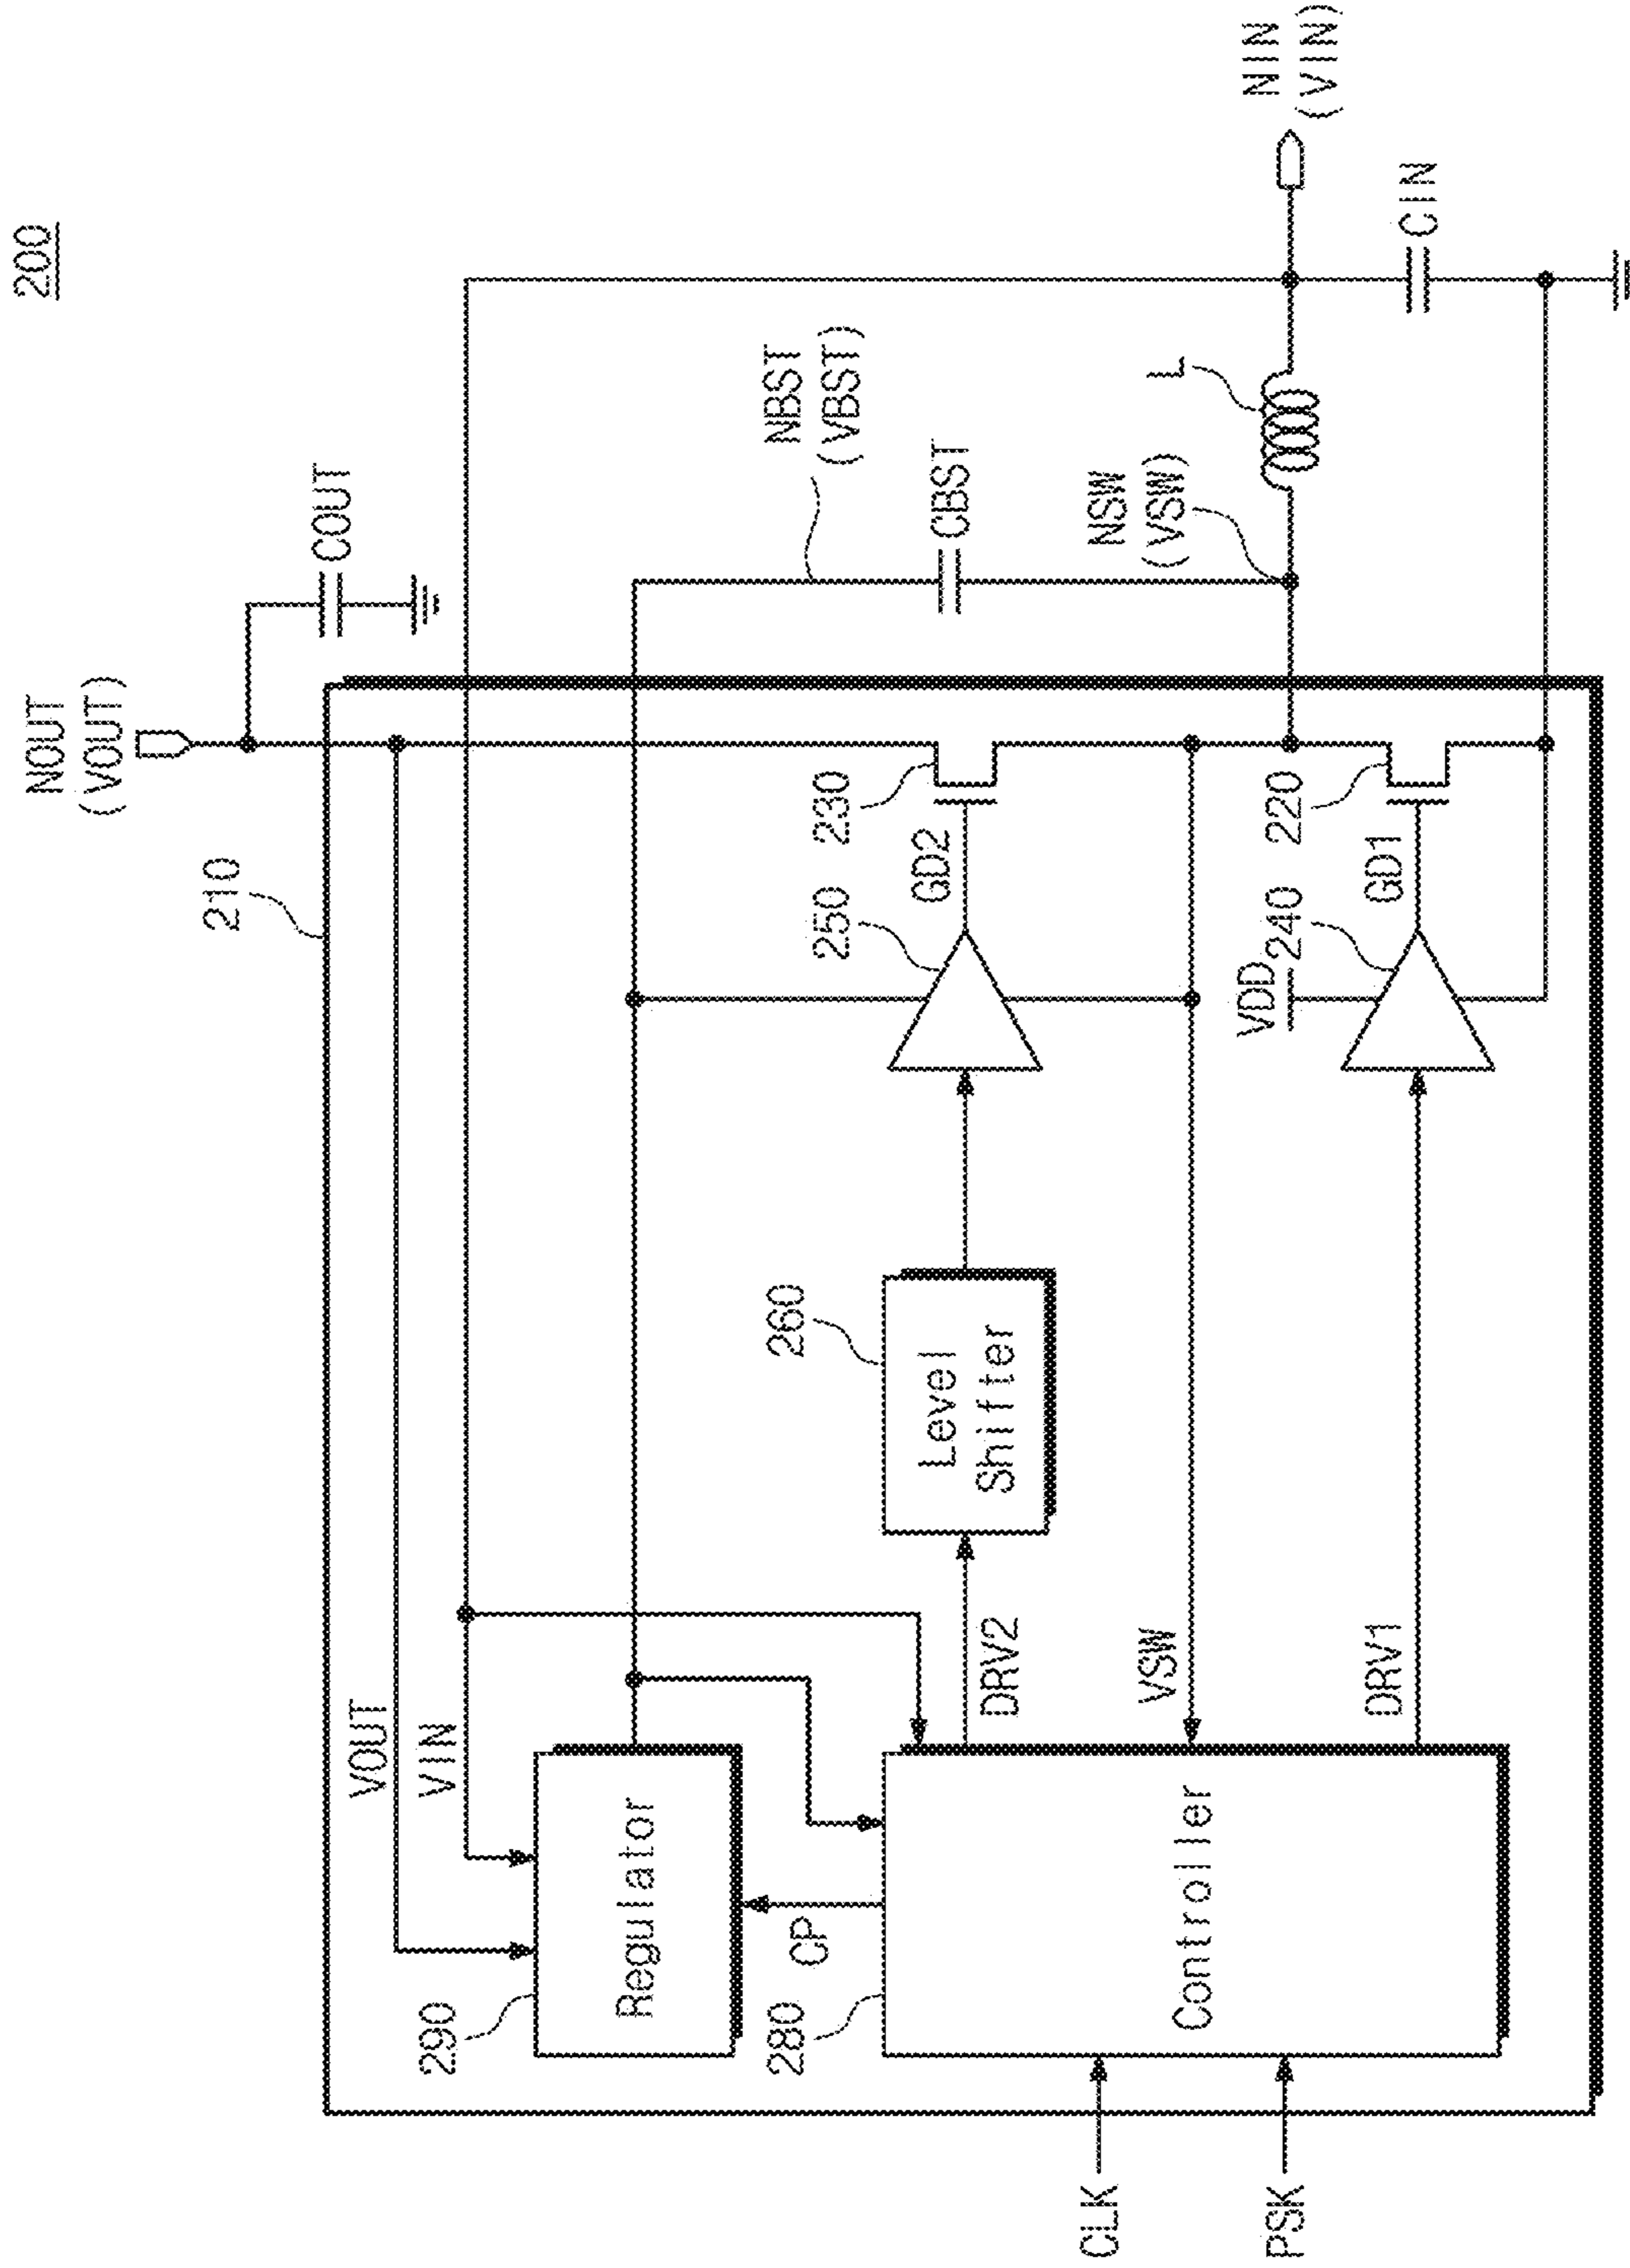 200
NOUT
(VOUT)
COUT
210
VOUT
VIN
NBST
(VBST)
CBST
290
Regulator
CP
280
Controller
DRV2
260
Level
Shifter
250
GD2
230
NSW
(VSW)
L
NIN
(VIN)
CIN
VSW
VDD
240
GD1
220
DRV1
CLK
PSK